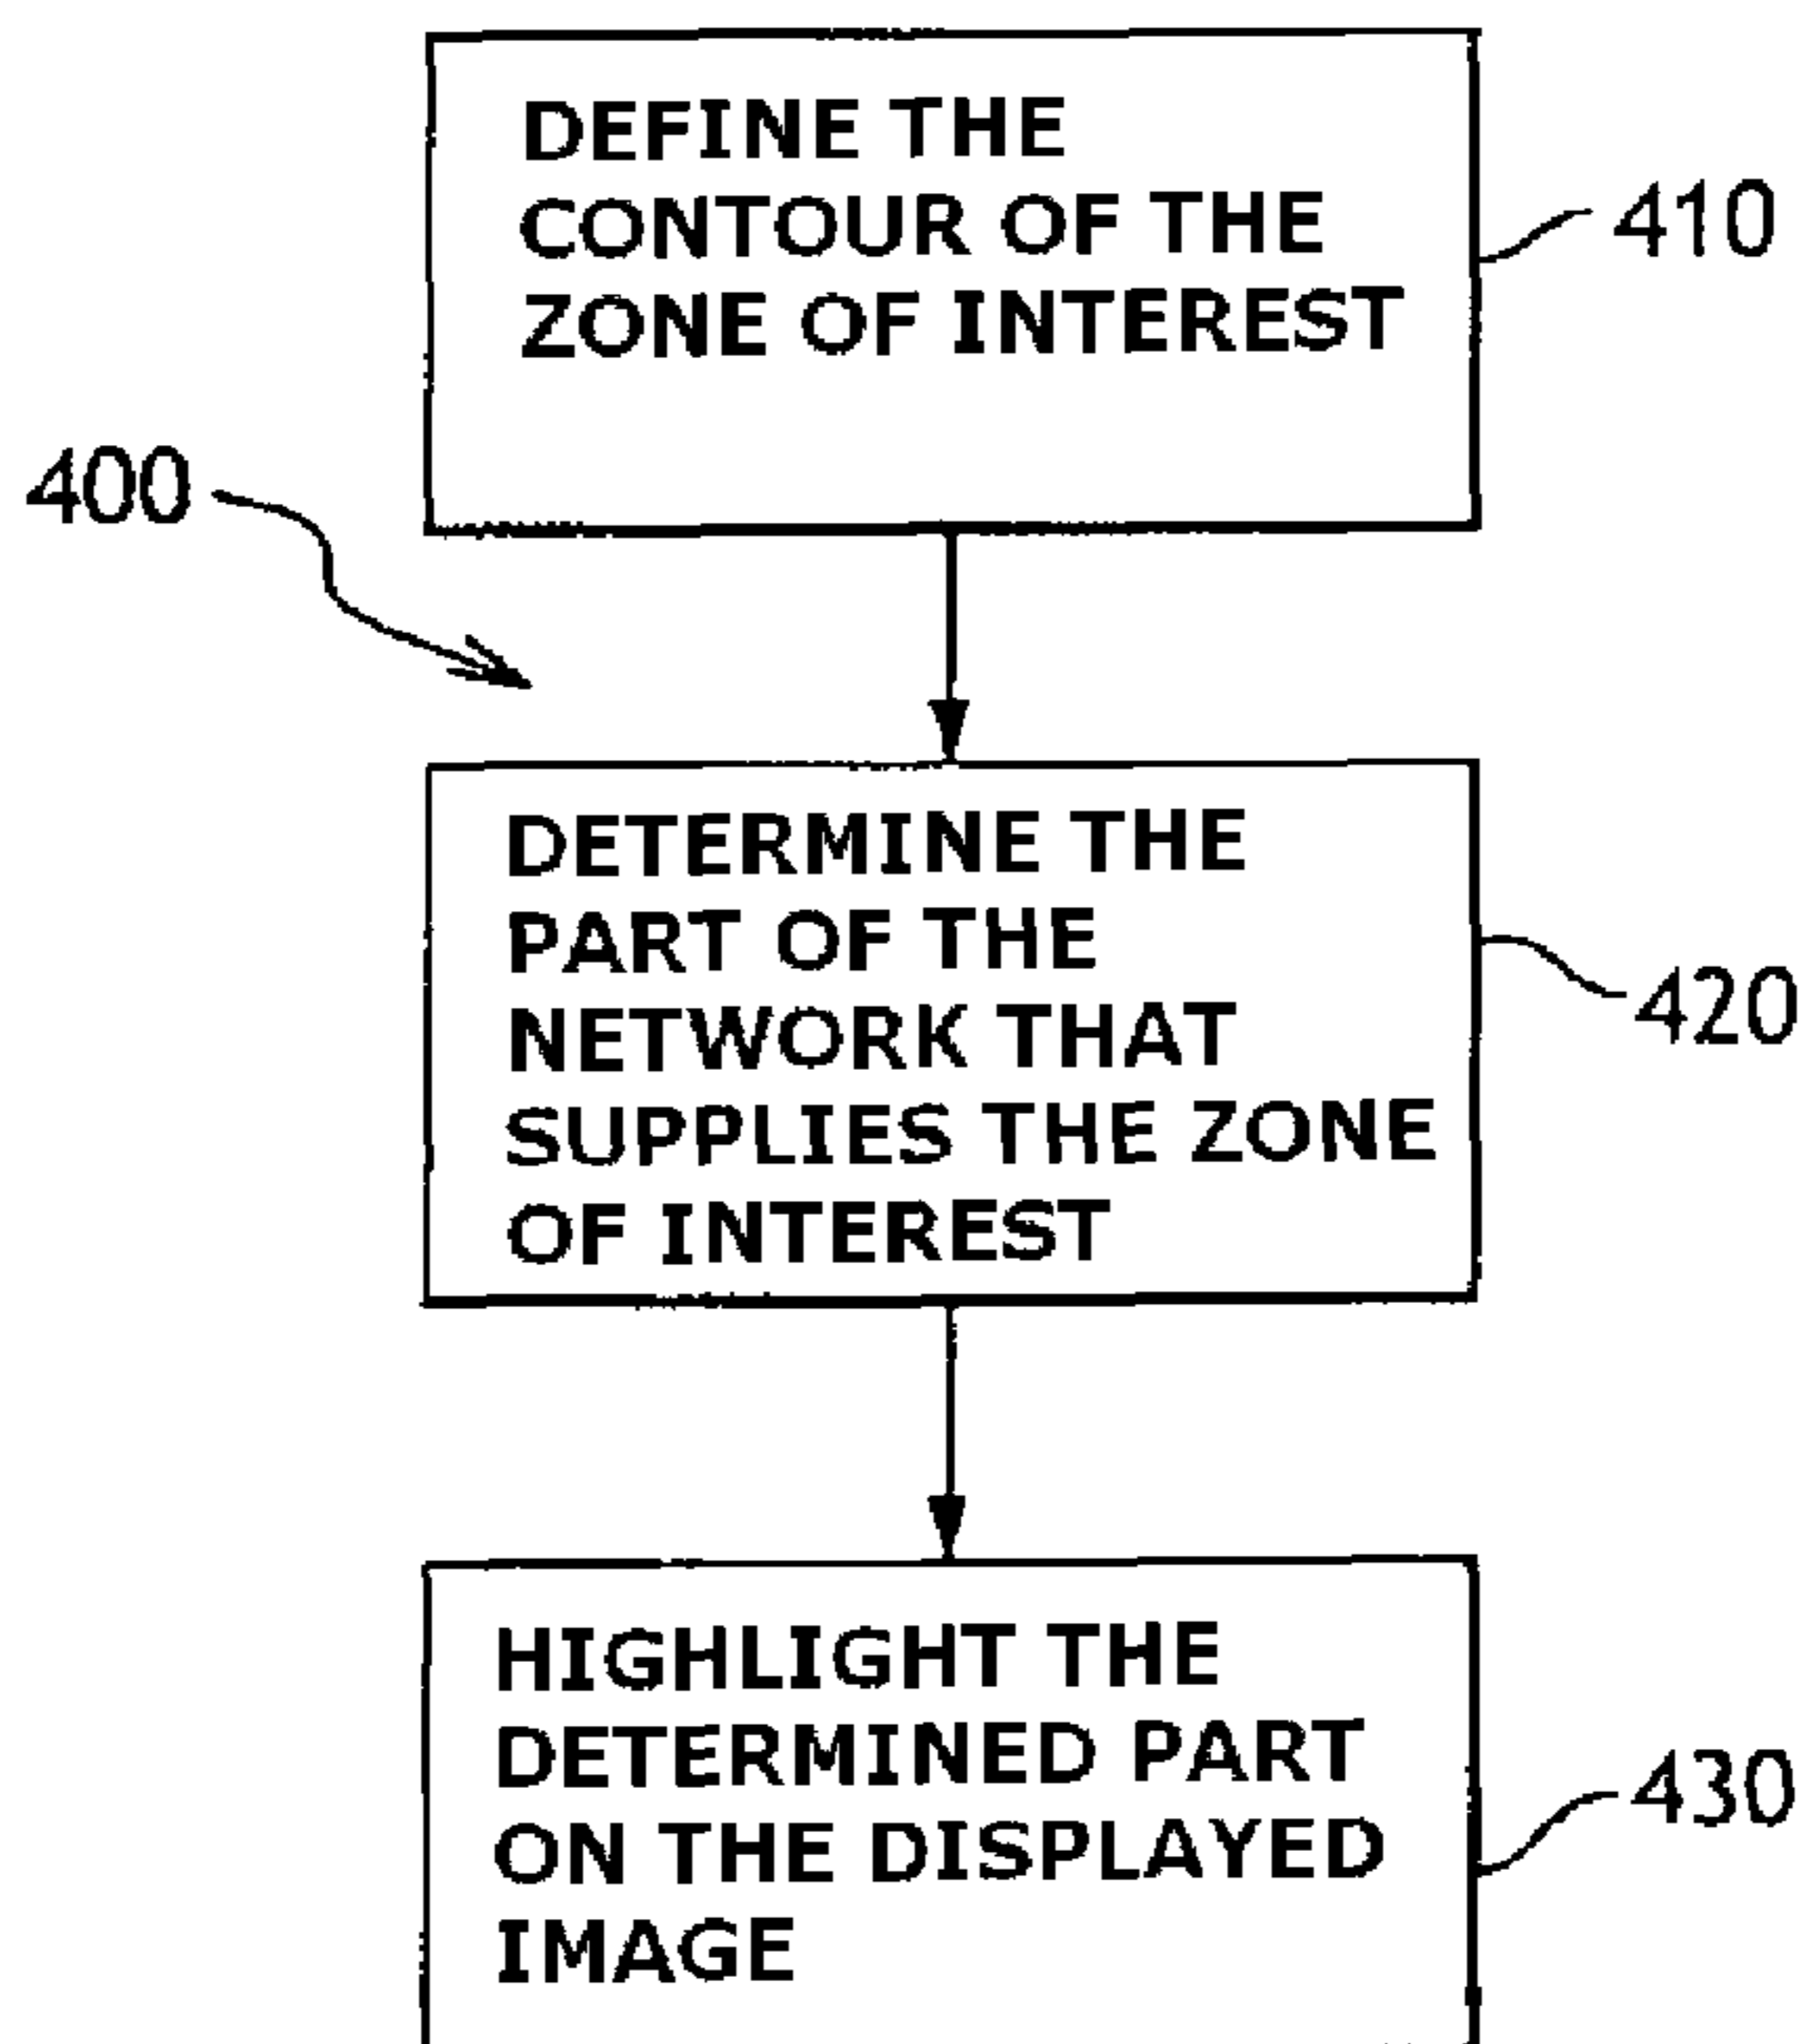 DEFINE THE
CONTOUR OF THE
ZONE OF INTEREST
410
400
DETERMINE THE
PART OF THE
NETWORK THAT
SUPPLIES THE ZONE
OF INTEREST
420
HIGHLIGHT THE
DETERMINED PART
ON THE DISPLAYED
IMAGE
430